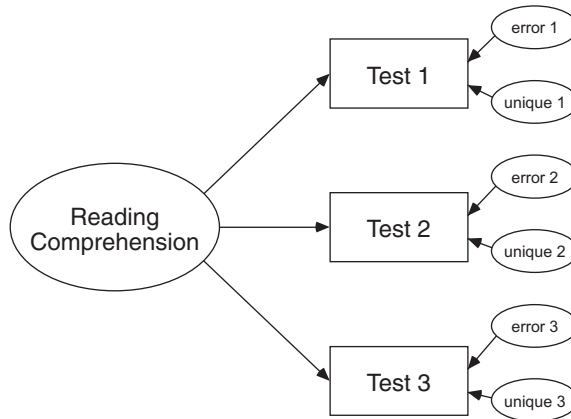 error 1
Test 1
unique 1
error 2
Reading
Comprehension
Test 2
unique 2
error 3
Test 3
unique 3